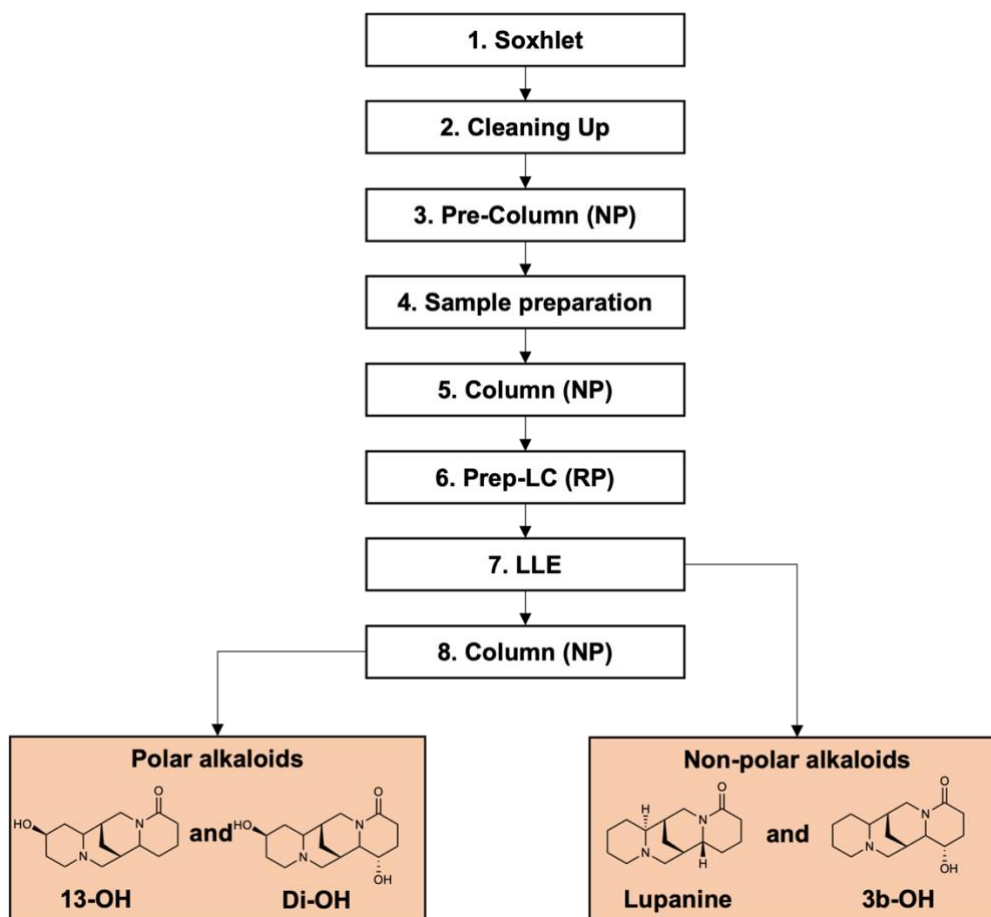 1. Soxhlet
2. Cleaning Up
3. Pre-Column (NP)
4. Sample preparation
5. Column (NP)
6. Prep-LC (RP)
7. LLE
8. Column (NP)
Polar alkaloids
HO N N O
and
HO N N O OH
13-OH
Di-OH
Non-polar alkaloids
H N N O H
and
N N O OH
Lupanine
3b-OH